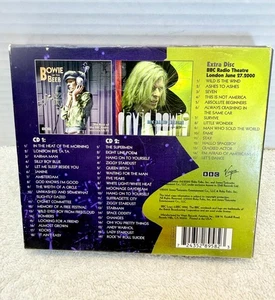 BOWIE
BEEB
Extra Disc
BBC Radio Theatre
London June 27, 2000
WILD IS THE WIND
ASHES TO ASHES
SEVEN
THIS IS NOT AMERICA
ABSOLUTE BEGINNERS
ALWAYS CRASHING IN
THE SAME CAR
SURVIVE
LITTLE WONDER
MAN WHO SOLD THE WORLD
FAME
STAY
HALLO SPACEBOY
CRACKED ACTOR
I'M AFRAID OF AMERICANS
LET'S DANCE
CD 1:
IN THE HEAT OF THE MORNING
LONDON BYE TA TA
KARMA MAN
SILLY BOY BLUE
LET ME SLEEP BESIDE YOU
JANINE
AMSTERDAM
GOD KNOWS I'M GOOD
THE WIDTH OF A CIRCLE
UNWASHED AND SOMEWHAT
SLIGHTLY DAZED
CYGNET COMMITTEE
MEMORY OF A FREE FESTIVAL
WILD EYED BOY FROM FREECLOUD
BOMBERS
LOOKING FOR A FRIEND
ALMOST GROWN
KOOKS
IT AIN'T EASY
CD 2:
THE SUPERMEN
EIGHT LINE POEM
HANG ON TO YOURSELF
ZIGGY STARDUST
QUEEN BITCH
WAITING FOR THE MAN
FIVE YEARS
WHITE LIGHT/WHITE HEAT
MOONAGE DAYDREAM
HANG ON TO YOURSELF
SUFFRAGETTE CITY
ZIGGY STARDUST
STARMAN
SPACE ODDITY
CHANGES
OH! YOU PRETTY THINGS
ANDY WARHOL
LADY STARDUST
ROCK 'N' ROLL SUICIDE
BBC
Virgin
24352 89582